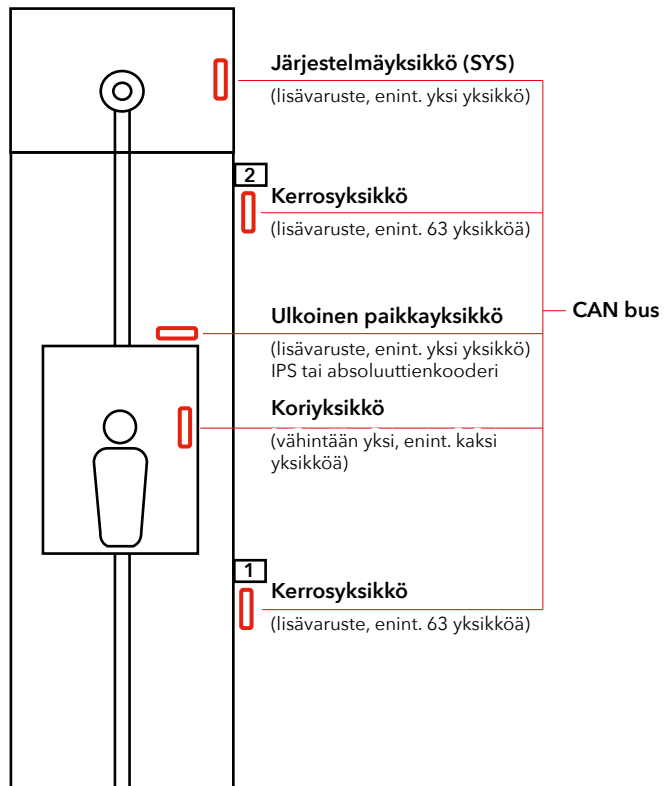 Järjestelmäyksikkö (SYS)
(lisävaruste, enint. yksi yksikkö)
2
Kerrosyksikkö
(lisävaruste, enint. 63 yksikköä)
CAN bus
Ulkoinen paikkayksikkö
(lisävaruste, enint. yksi yksikkö)
IPS tai absoluuttienkooderi
Koriyksikkö
(vähintään yksi, enint. kaksi
yksikköä)
1
Kerrosyksikkö
(lisävaruste, enint. 63 yksikköä)